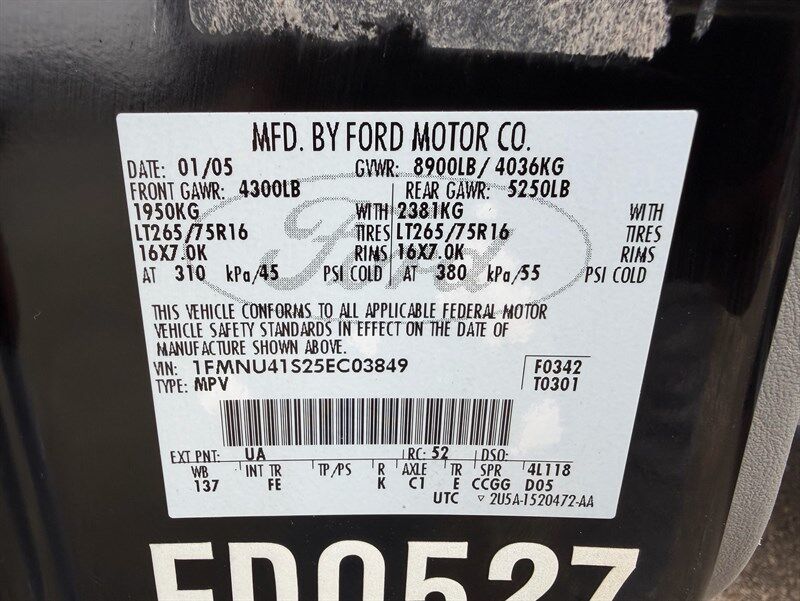 MFD. BY FORD MOTOR CO.
DATE: 01/05 GVWR: 8900LB/ 4036KG
FRONT GAWR: 4300LB REAR GAWR: 5250LB
1950KG WITH 2381KG WITH
LT265/75R16 TIRES LT265/75R16 TIRES
16X7.0K RIMS 16X7.0K RIMS
AT 310 kPa/45 PSI COLD AT 380 kPa/55 PSI COLD
Ford
THIS VEHICLE CONFORMS TO ALL APPLICABLE FEDERAL MOTOR
VEHICLE SAFETY STANDARDS IN EFFECT ON THE DATE OF
MANUFACTURE SHOWN ABOVE.
VIN: 1FMNU41S25EC03849 F0342
TYPE: MPV T0301
EXT PNT: UA RC: 52 DSO:
WB INT TR TP/PS R AXLE TR SPR 4L118
137 FE K C1 E CCGG D05
UTC ▽ 2U5A-1520472-AA
ED0527